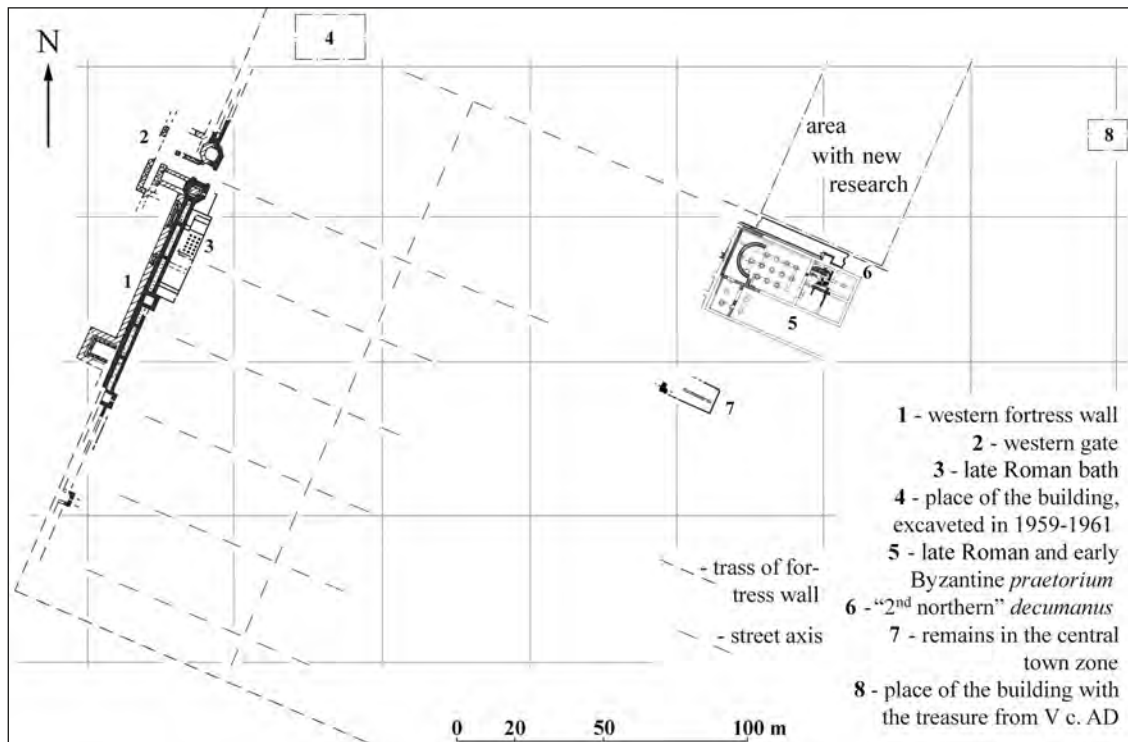 N
4
2
8
area
with new
research
3
6
1
5
7
1 - western fortress wall
2 - western gate
3 - late Roman bath
4 - place of the building,
excaveted in 1959-1961
5 - late Roman and early
Byzantine praetorium
6 -“2nd northern” decumanus
7 - remains in the central
town zone
8 - place of the building with
the treasure from V c. AD
- trass of for-
tress wall
- street axis
0 20 50 100 m